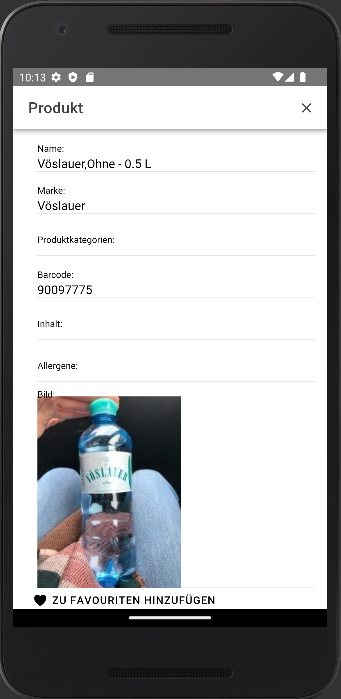 10:13
Produkt
Name:
Vöslauer,Ohne - 0.5 L
Marke:
Vöslauer
Produktkategorien:
Barcode:
90097775
Inhalt:
Allergene:
Bild:
VÖSLAUER
ZU FAVOURITEN HINZUFÜGEN